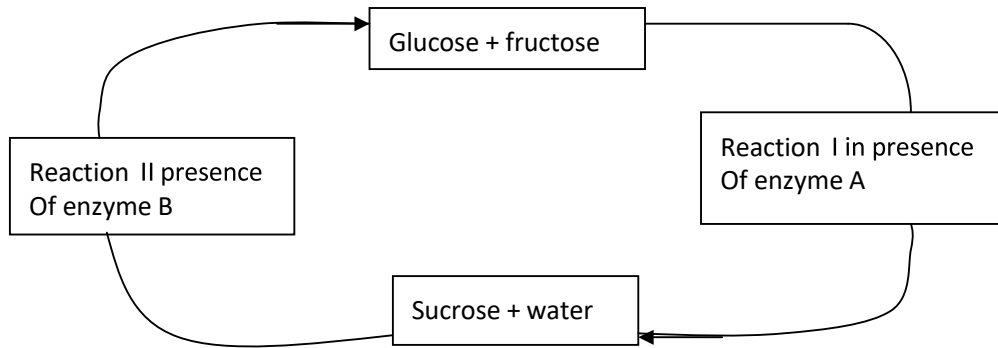 Glucose + fructose
Reaction I in presence
Of enzyme A
Reaction II presence
Of enzyme B
Sucrose + water